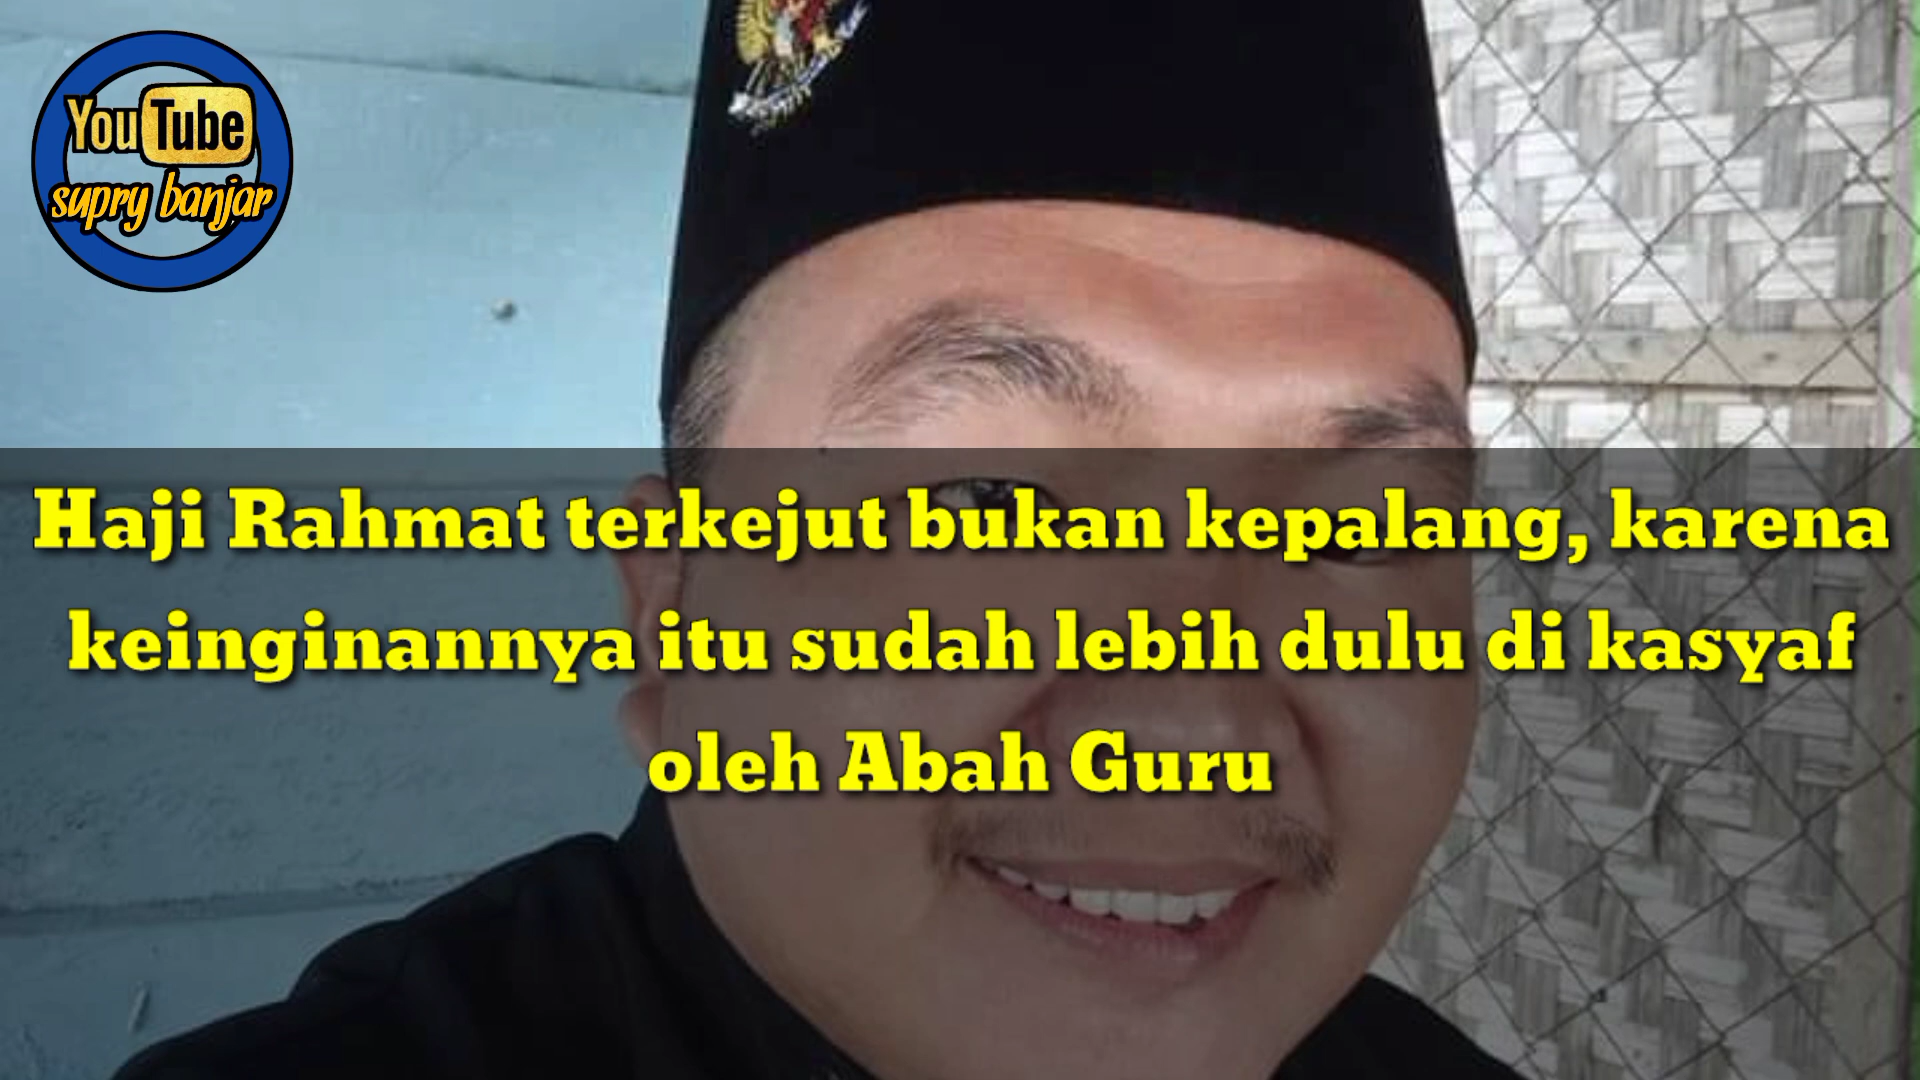 YouTube
supry banjar
Haji Rahmat terkejut bukan kepalang, karena
keinginannya itu sudah lebih dulu di kasyaf
oleh Abah Guru